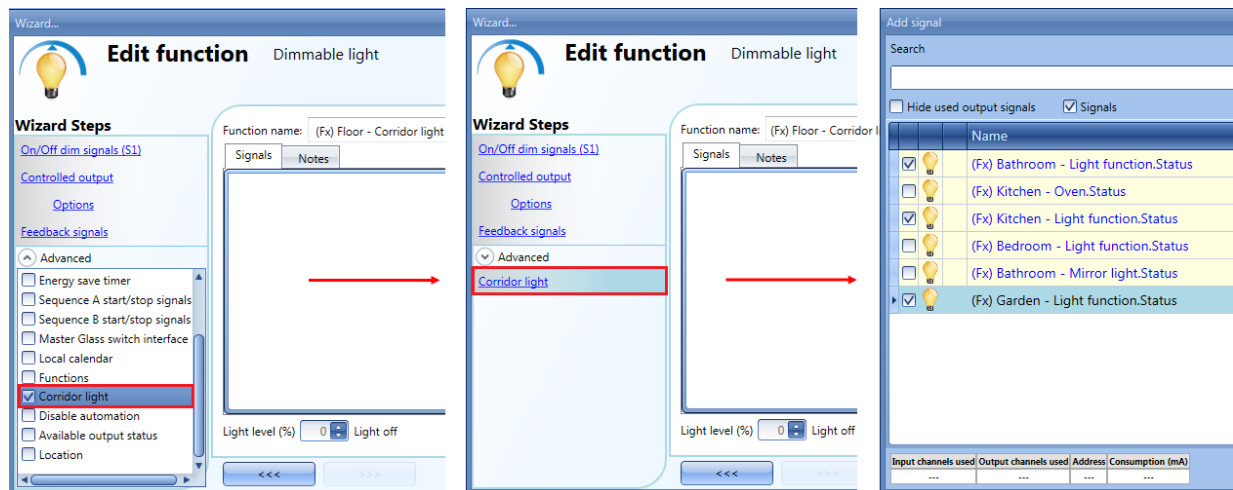 Wizard...
Edit function Dimmable light
Wizard Steps
On/Off dim signals (S1)
Controlled output
Options
Feedback signals
Advanced
Energy save timer
Sequence A start/stop signals
Sequence B start/stop signals
Master Glass switch interface
Local calendar
Functions
Corridor light
Disable automation
Available output status
Location
Function name: (Fx) Floor - Corridor light
Signals Notes
Light level (%) 0 Light off
<<< >>>
Wizard...
Edit function Dimmable light
Wizard Steps
On/Off dim signals (S1)
Controlled output
Options
Feedback signals
Advanced
Corridor light
Function name: (Fx) Floor - Corridor li
Signals Notes
Light level (%) 0 Light off
<<< >>>
Add signal
Search
Hide used output signals Signals
Name
(Fx) Bathroom - Light function.Status
(Fx) Kitchen - Oven.Status
(Fx) Kitchen - Light function.Status
(Fx) Bedroom - Light function.Status
(Fx) Bathroom - Mirror light.Status
(Fx) Garden - Light function.Status
Input channels used Output channels used Address Consumption (mA)
--- --- --- ---